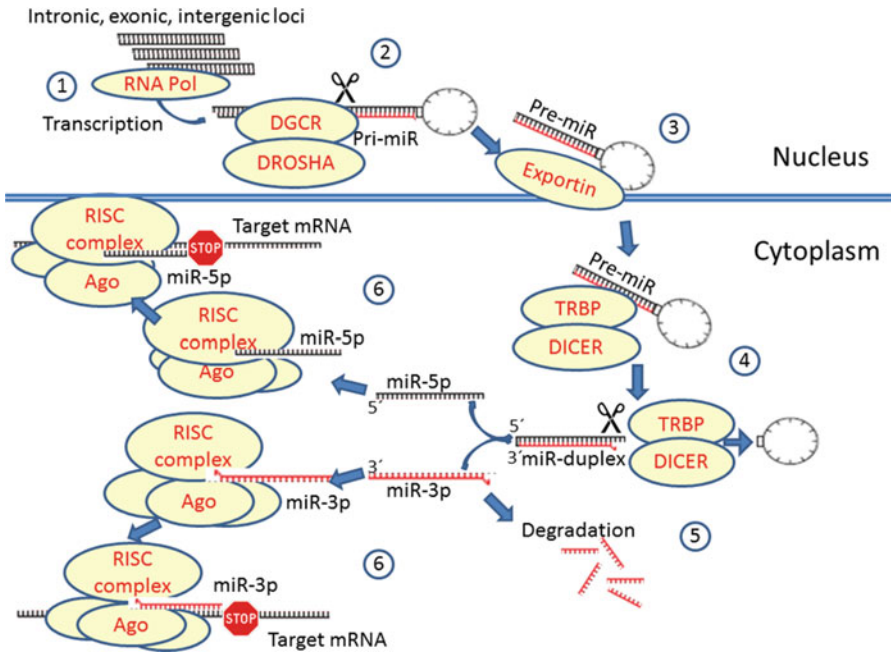 Intronic, exonic, intergenic loci
1
RNA Pol
Transcription
2
DGCR
DROSHA
Pri-miR
Pre-miR
3
Exportin
Nucleus
Cytoplasm
RISC
complex
Ago
STOP
Target mRNA
miR-5p
6
RISC
complex
Ago
miR-5p
Pre-miR
TRBP
DICER
4
miR-5p
5´
5´
3´
miR-duplex
TRBP
DICER
RISC
complex
Ago
miR-3p
3´
miR-3p
Degradation
5
6
RISC
complex
Ago
miR-3p
STOP
Target mRNA